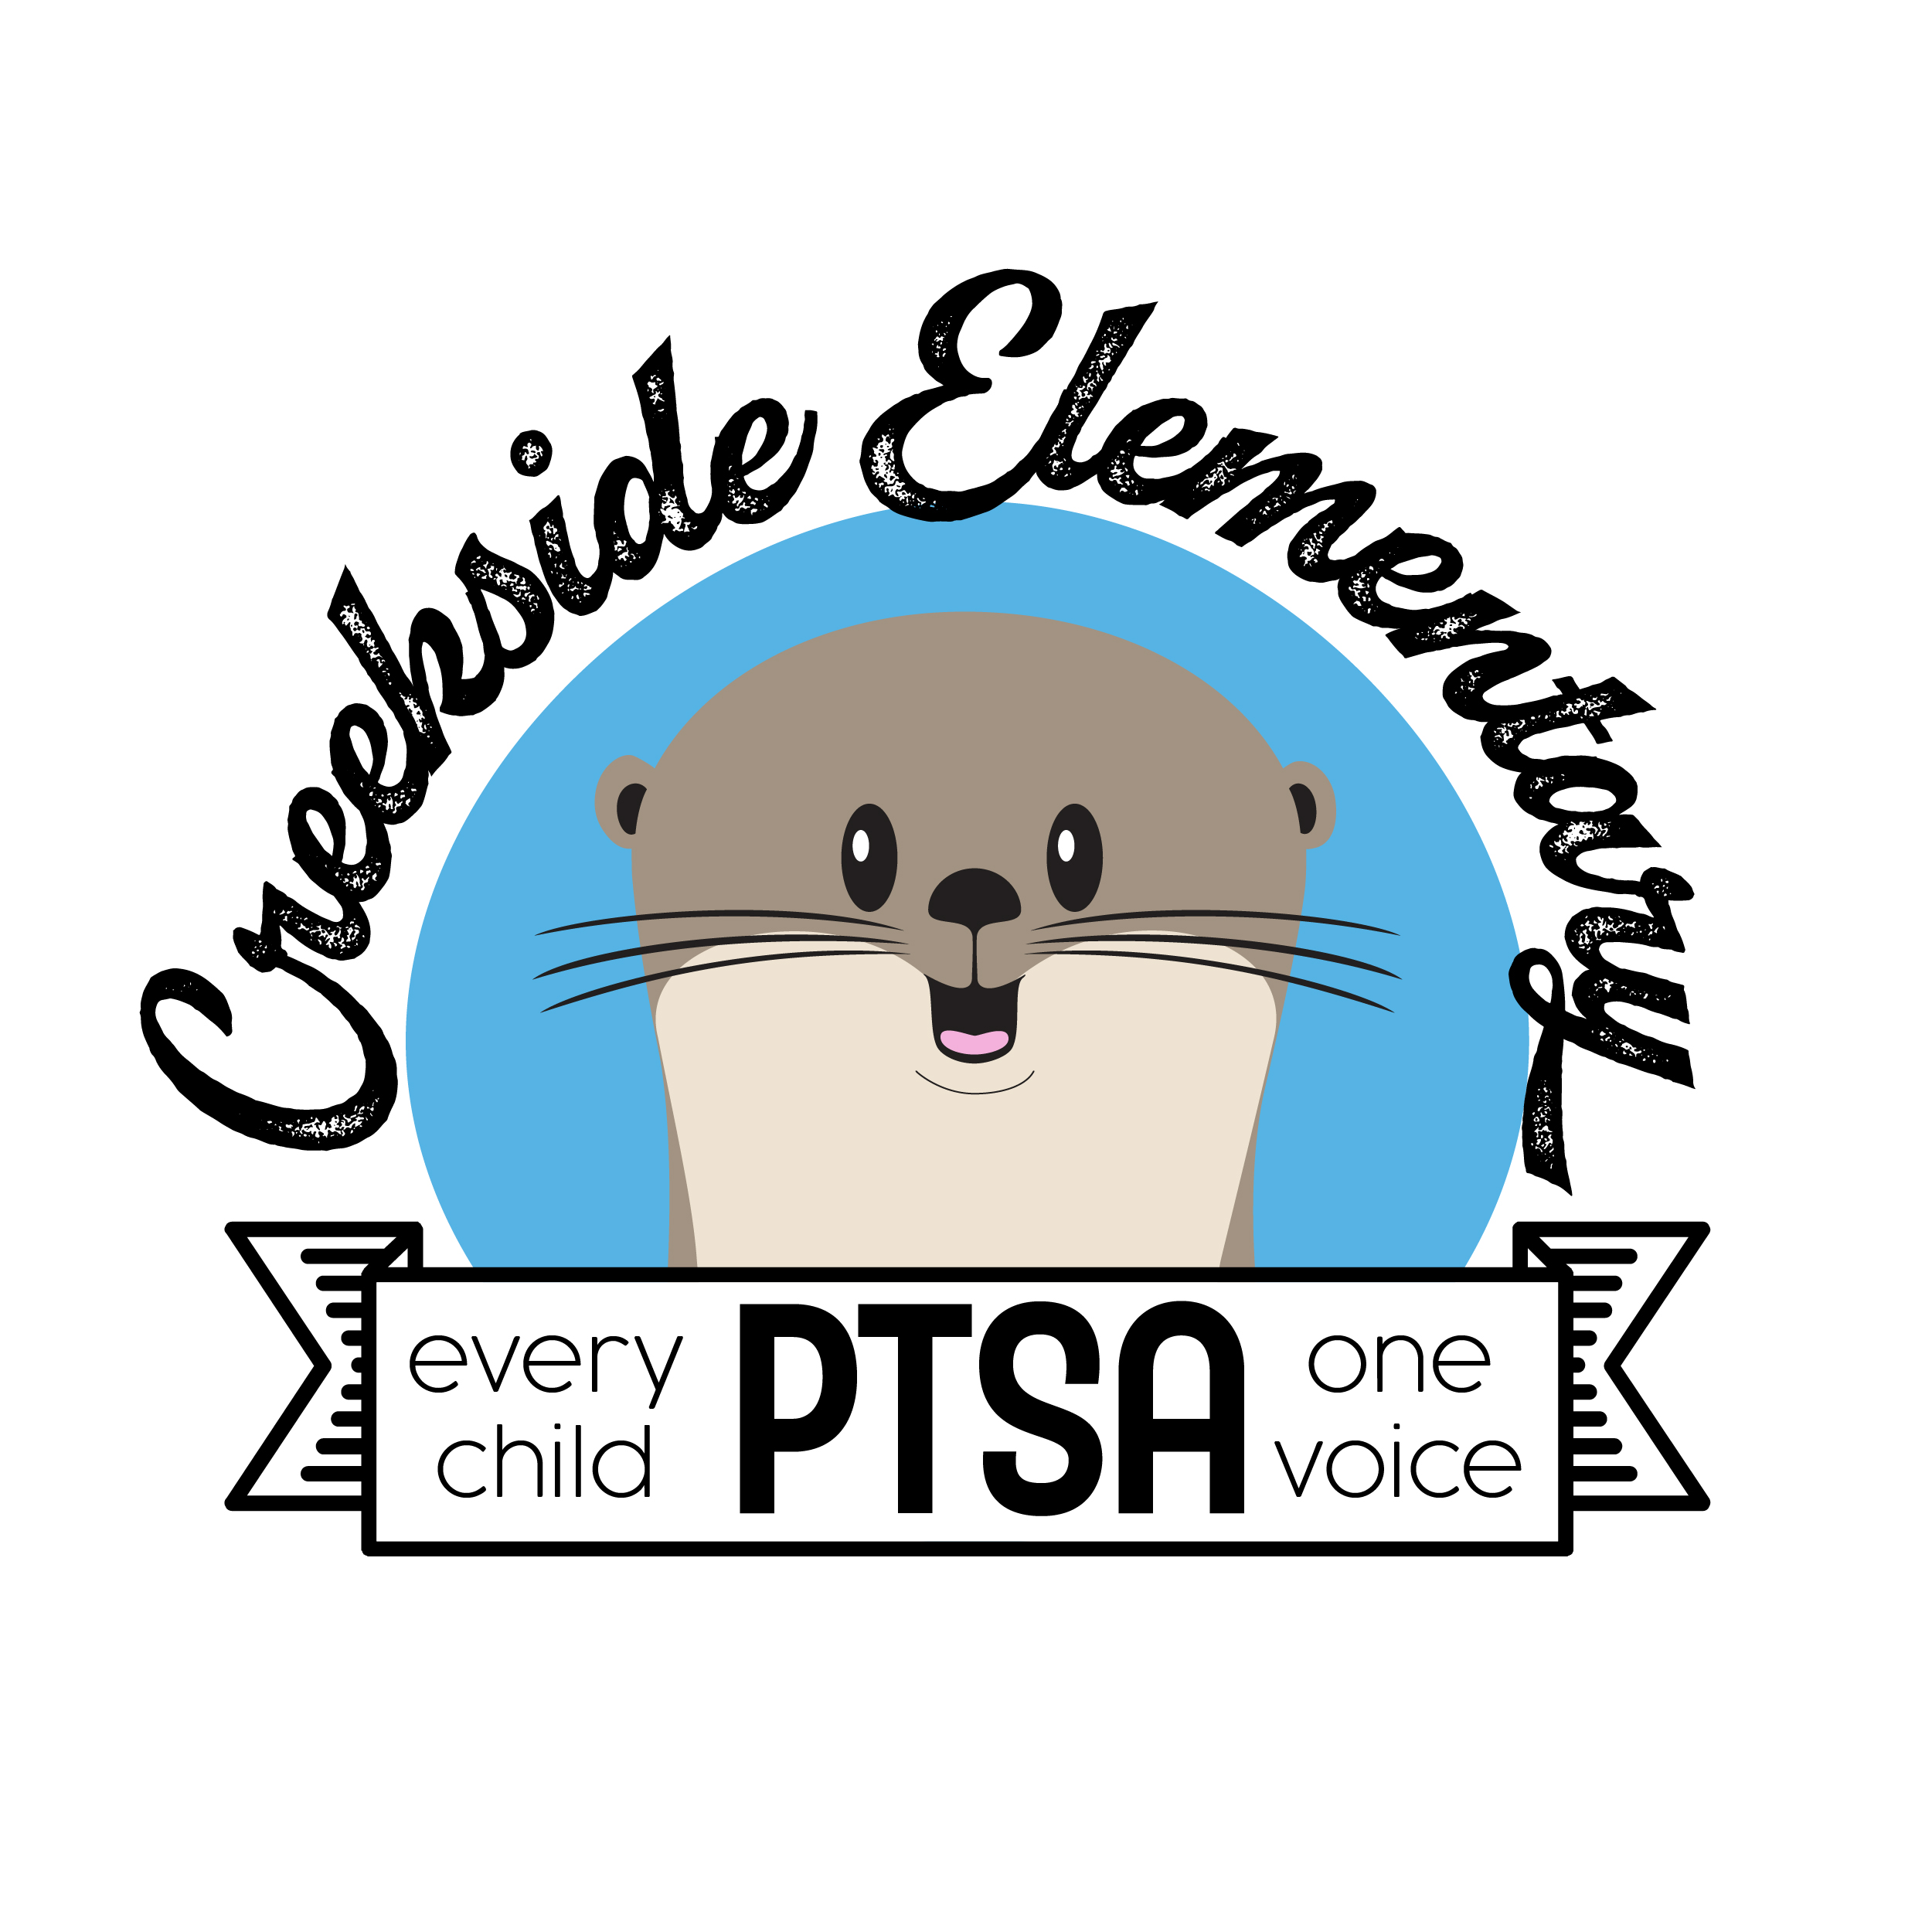 Creekside Elementary
every child
PTSA
one voice